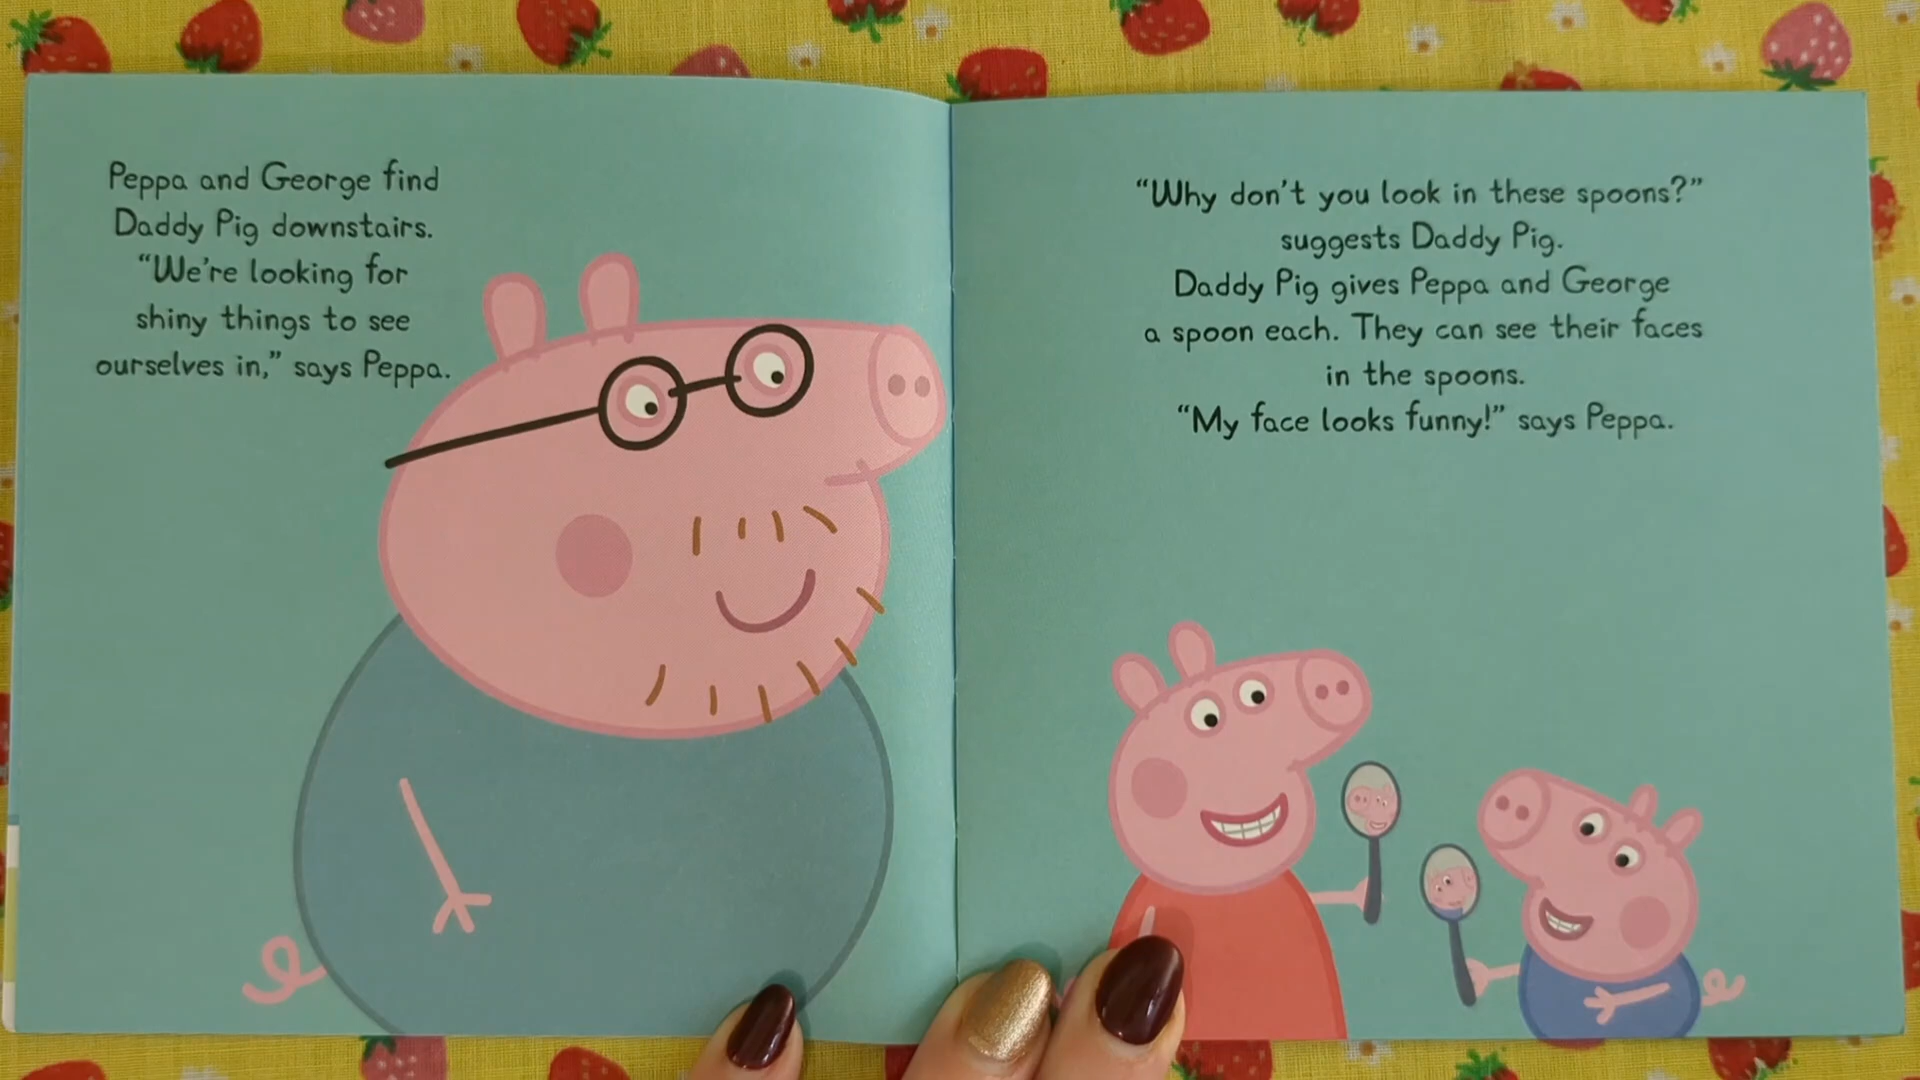 Peppa and George find
Daddy Pig downstairs.
“We’re looking for
shiny things to see
ourselves in,” says Peppa.
“Why don’t you look in these spoons?”
suggests Daddy Pig.
Daddy Pig gives Peppa and George
a spoon each. They can see their faces
in the spoons.
“My face looks funny!” says Peppa.